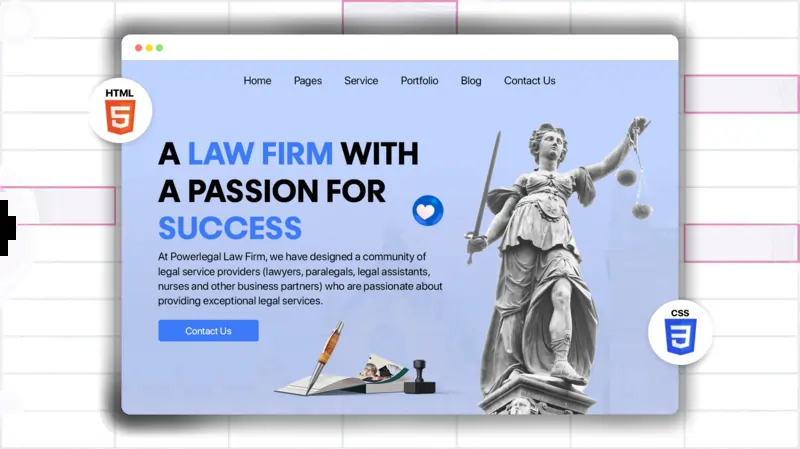 HTML
5
Home Pages Service Portfolio Blog Contact Us
A LAW FIRM WITH
A PASSION FOR
SUCCESS
At Powerlegal Law Firm, we have designed a community of
legal service providers (lawyers, paralegals, legal assistants,
nurses and other business partners) who are passionate about
providing exceptional legal services.
Contact Us
CSS
3